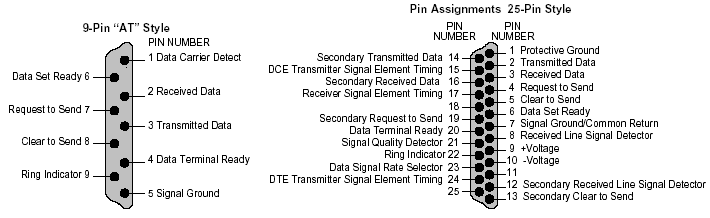 9-Pin “AT” Style
PIN NUMBER
1 Data Carrier Detect
Data Set Ready 6
2 Received Data
Request to Send 7
3 Transmitted Data
Clear to Send 8
4 Data Terminal Ready
Ring Indicator 9
5 Signal Ground
Pin Assignments 25-Pin Style
PIN NUMBER
PIN NUMBER
1 Protective Ground
Secondary Transmitted Data 14
2 Transmitted Data
DCE Transmitter Signal Element Timing 15
3 Received Data
Secondary Received Data 16
4 Request to Send
Receiver Signal Element Timing 17
5 Clear to Send
18
6 Data Set Ready
Secondary Request to Send 19
7 Signal Ground/Common Return
Data Terminal Ready 20
8 Received Line Signal Detector
Signal Quality Detector 21
9 +Voltage
Ring Indicator 22
10 -Voltage
Data Signal Rate Selector 23
11
DTE Transmitter Signal Element Timing 24
12 Secondary Received Line Signal Detector
25
13 Secondary Clear to Send